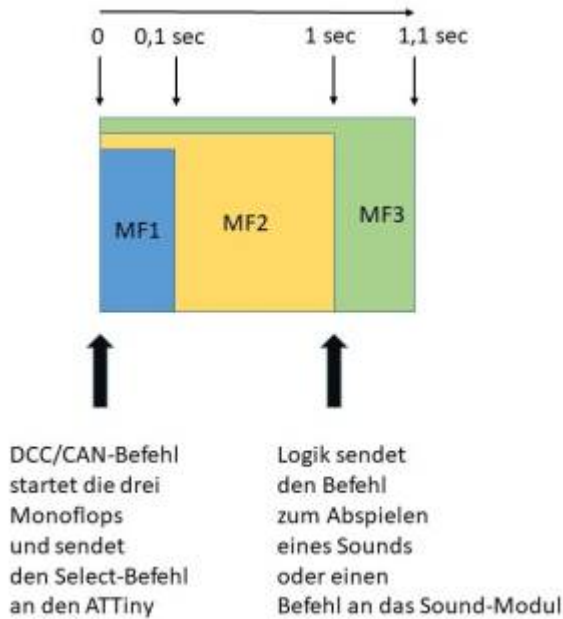 0 0,1 sec 1 sec 1,1 sec
MF1 MF2 MF3
DCC/CAN-Befehl
startet die drei
Monoflops
und sendet
den Select-Befehl
an den ATTiny
Logik sendet
den Befehl
zum Abspielen
eines Sounds
oder einen
Befehl an das Sound-Modul